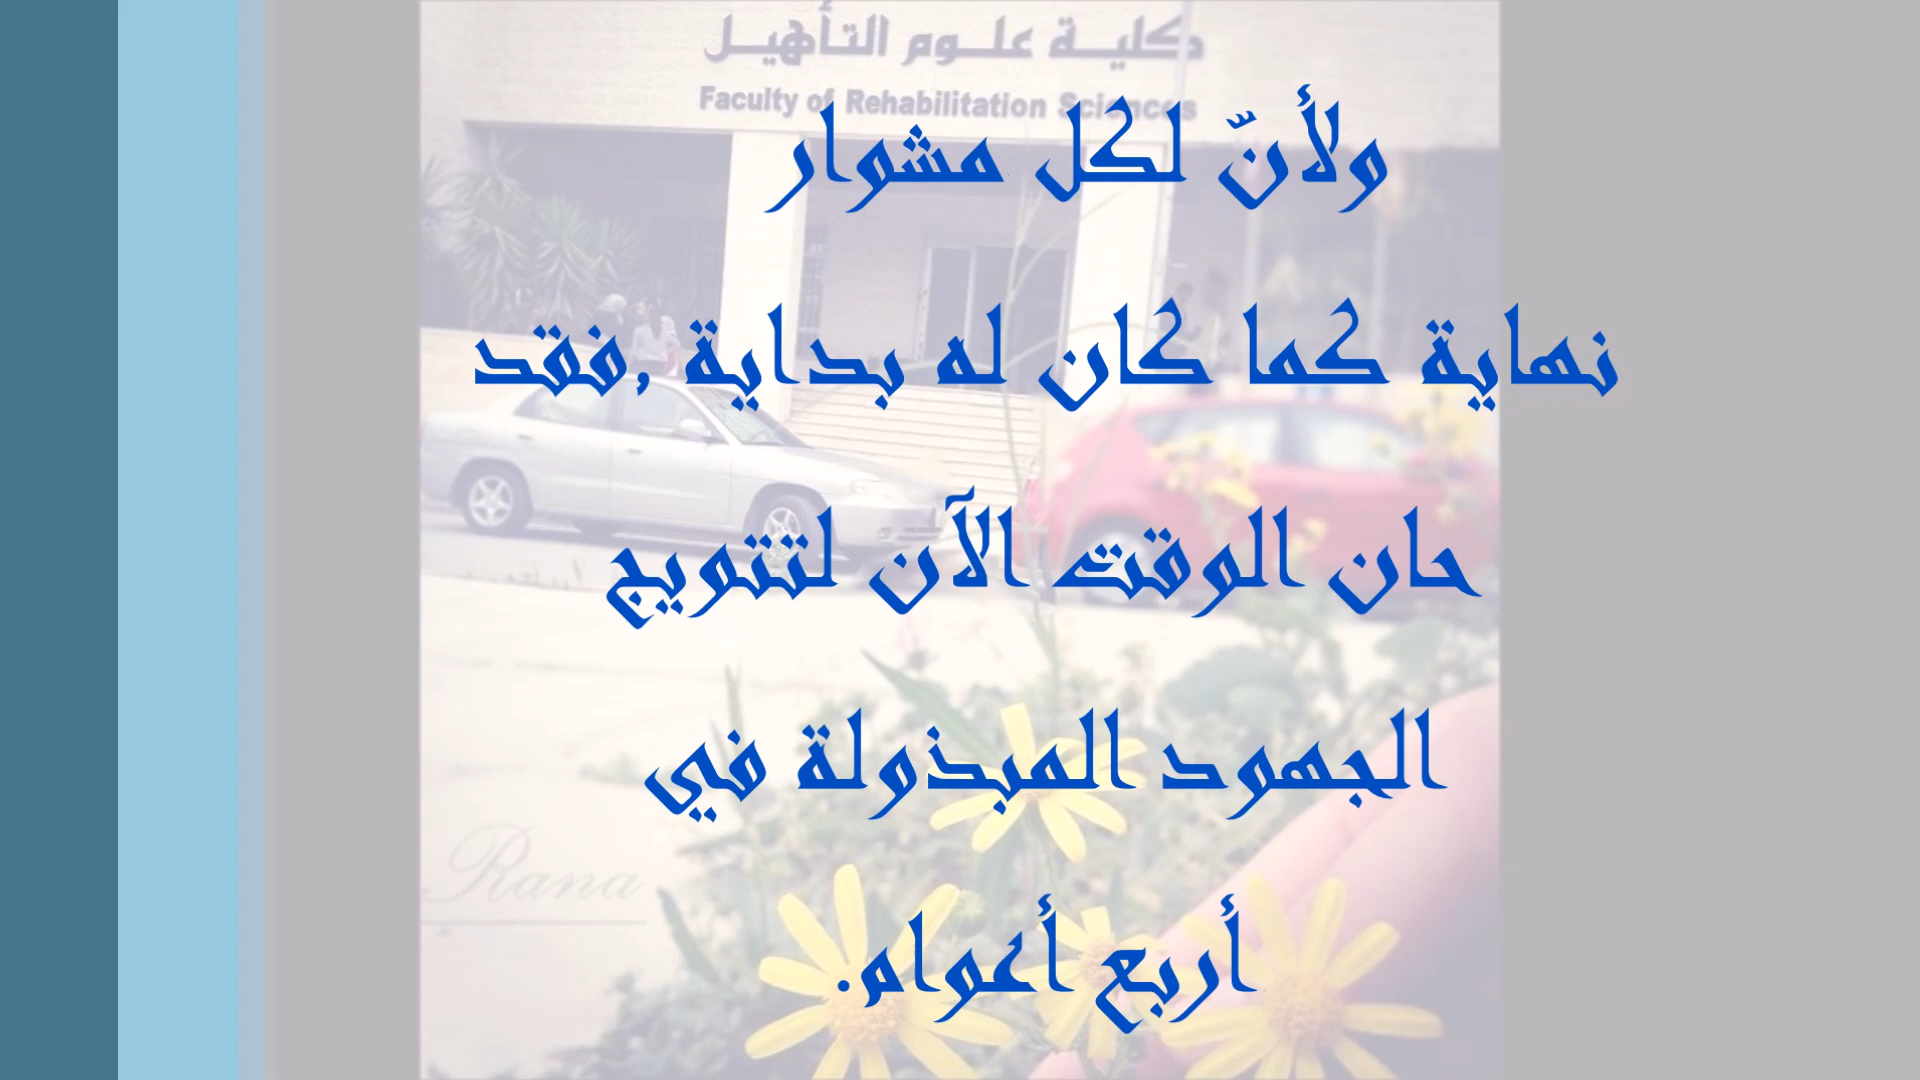 كلية علوم التأهيل
Faculty of Rehabilitation Sciences
ولأنّ لكل مشوار
نهاية كما كان له بداية ,فقد
حان الوقت الآن لتتويج
الجهود المبذولة في
أربع أعوام.
Rana